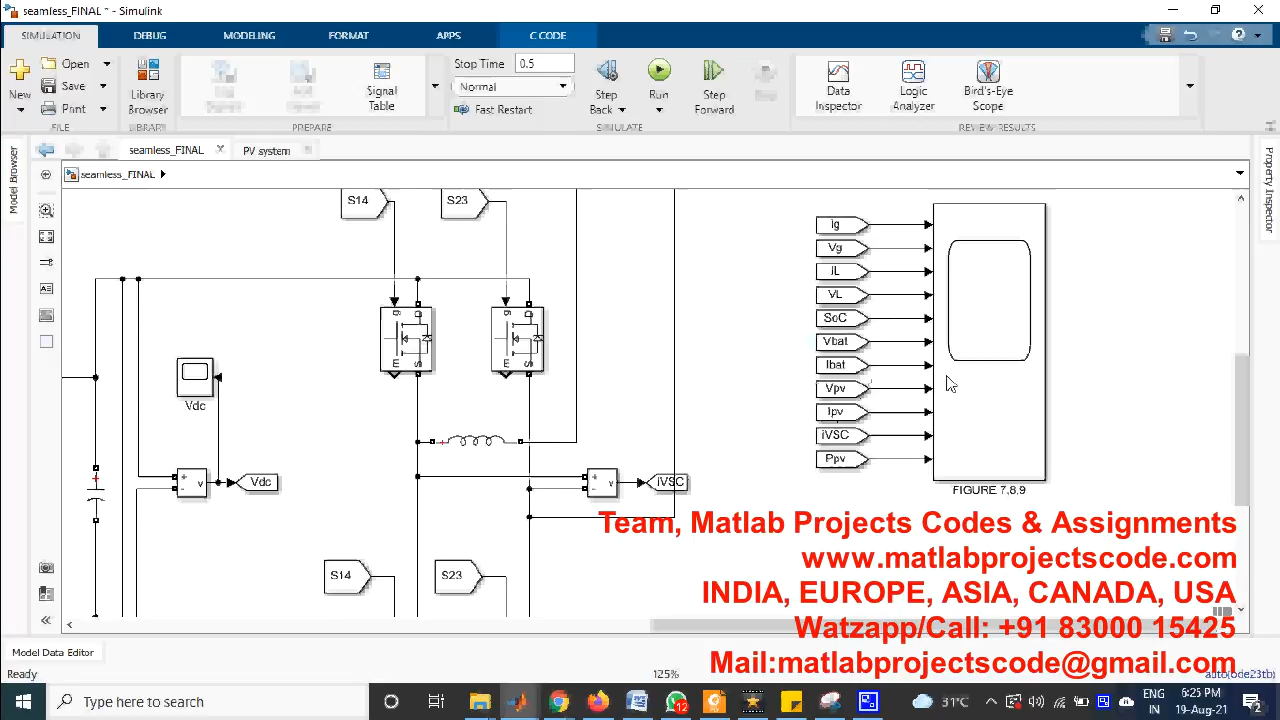 seamless_FINAL * - Simulink
SIMULATION DEBUG MODELING FORMAT APPS C CODE
New
Open
Save
Print
FILE
Library Browser
LIBRARY
Signal Table
PREPARE
Stop Time 0.5
Normal
Fast Restart
Step Back
Run
Step Forward
SIMULATE
Data Inspector
Logic Analyzer
Bird's-Eye Scope
REVIEW RESULTS
seamless_FINAL
PV system
Model Browser
seamless_FINAL
Property Inspector
S14
S23
g
D
m
S
g
D
m
S
Vdc
+
-
v
Vdc
+
+
+
-
v
iVSC
S14
S23
Ig
Vg
iL
VL
SoC
Vbat
Ibat
Vpv
Ipv
iVSC
Ppv
FIGURE 7,8,9
Team, Matlab Projects Codes & Assignments
www.matlabprojectscode.com
INDIA, EUROPE, ASIA, CANADA, USA
Watzapp/Call: +91 83000 15425
Mail:matlabprojectscode@gmail.com
Model Data Editor
Ready
125%
auto(ode23tb)
Type here to search
12
31°C
ENG
IN
6:25 PM
19-Aug-21
2